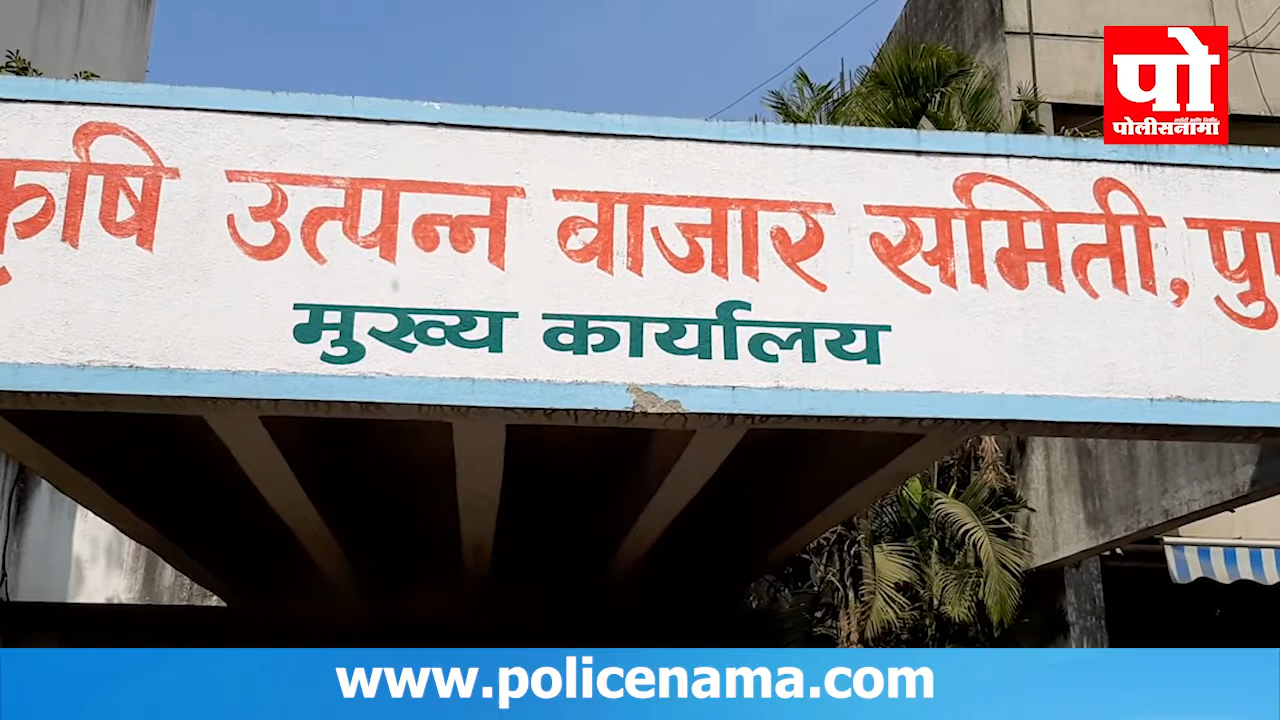 पो
पोलीसनामा
कृषि उत्पन्न बाजार समिती, पु
मुख्य कार्यालय
www.policenama.com